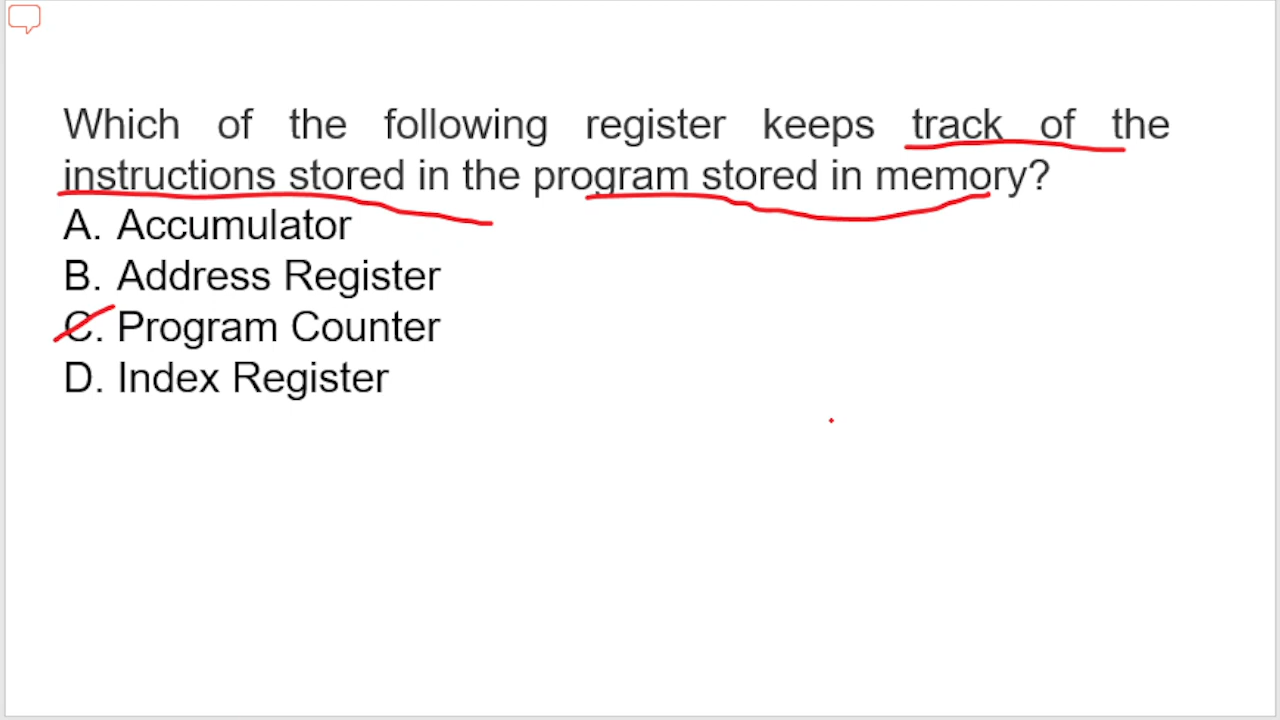 Which of the following register keeps track of the
instructions stored in the program stored in memory?
A. Accumulator
B. Address Register
C. Program Counter
D. Index Register